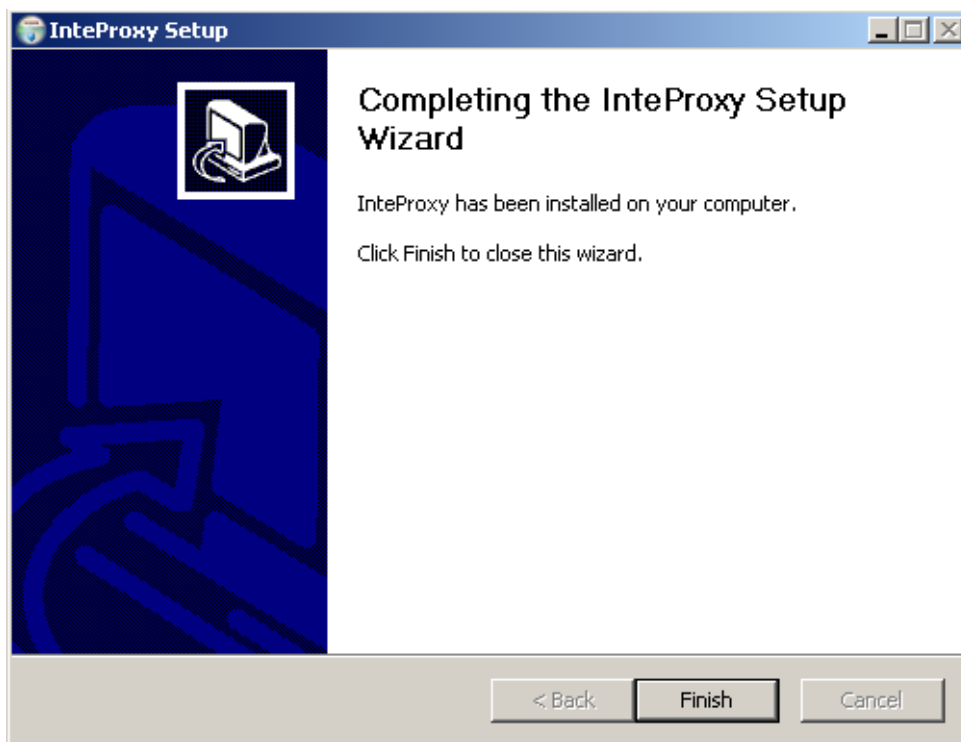 InteProxy Setup
Completing the InteProxy Setup
Wizard
InteProxy has been installed on your computer.
Click Finish to close this wizard.
< Back
Finish
Cancel